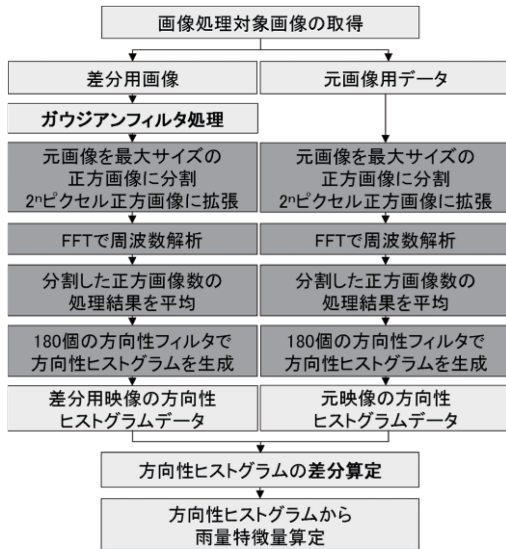 画像処理対象画像の取得
差分用画像
元画像用データ
ガウジアンフィルタ処理
元画像を最大サイズの
正方画像に分割
2ⁿピクセル正方画像に拡張
元画像を最大サイズの
正方画像に分割
2ⁿピクセル正方画像に拡張
FFTで周波数解析
FFTで周波数解析
分割した正方画像数の
処理結果を平均
分割した正方画像数の
処理結果を平均
180個の方向性フィルタで
方向性ヒストグラムを生成
180個の方向性フィルタで
方向性ヒストグラムを生成
差分用映像の方向性
ヒストグラムデータ
元映像の方向性
ヒストグラムデータ
方向性ヒストグラムの差分算定
方向性ヒストグラムから
雨量特徴量算定